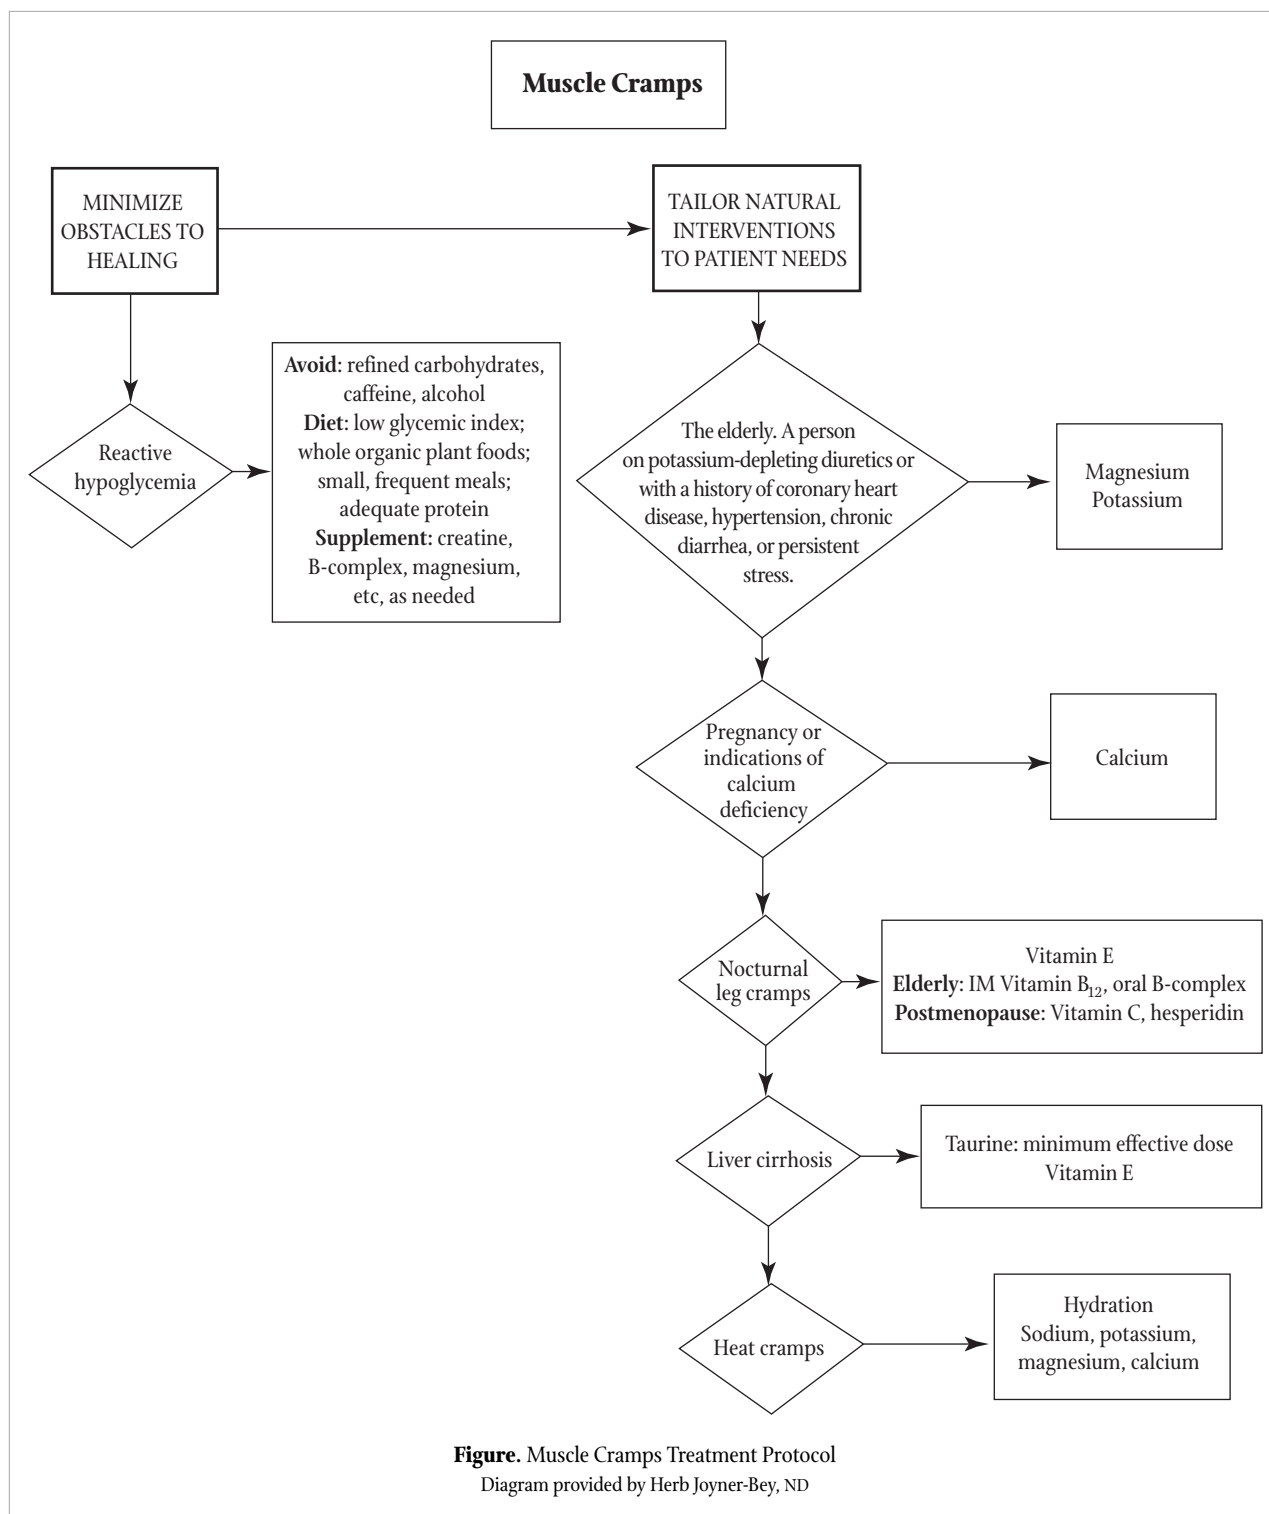 Muscle Cramps
MINIMIZE
OBSTACLES TO
HEALING
TAILOR NATURAL
INTERVENTIONS
TO PATIENT NEEDS
Reactive
hypoglycemia
Avoid: refined carbohydrates,
caffeine, alcohol
Diet: low glycemic index;
whole organic plant foods;
small, frequent meals;
adequate protein
Supplement: creatine,
B-complex, magnesium,
etc, as needed
The elderly. A person
on potassium-depleting diuretics or
with a history of coronary heart
disease, hypertension, chronic
diarrhea, or persistent
stress.
Magnesium
Potassium
Pregnancy or
indications of
calcium
deficiency
Calcium
Nocturnal
leg cramps
Vitamin E
Elderly: IM Vitamin B12, oral B-complex
Postmenopause: Vitamin C, hesperidin
Liver cirrhosis
Taurine: minimum effective dose
Vitamin E
Heat cramps
Hydration
Sodium, potassium,
magnesium, calcium
Figure. Muscle Cramps Treatment Protocol
Diagram provided by Herb Joyner-Bey, ND